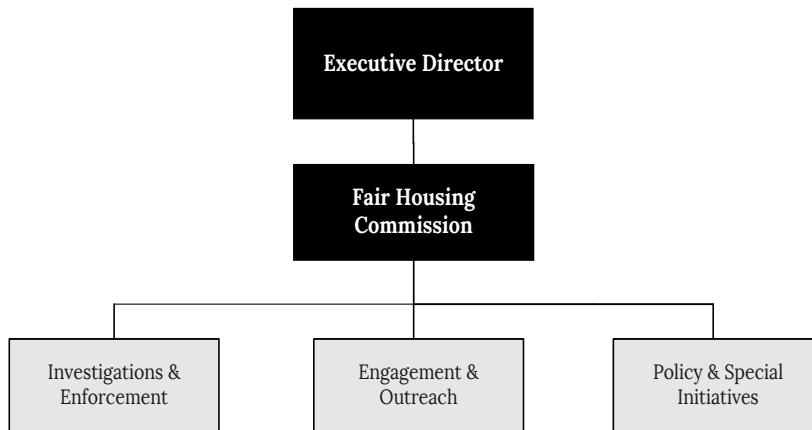 Executive Director
Fair Housing
Commission
Investigations &
Enforcement
Engagement &
Outreach
Policy & Special
Initiatives